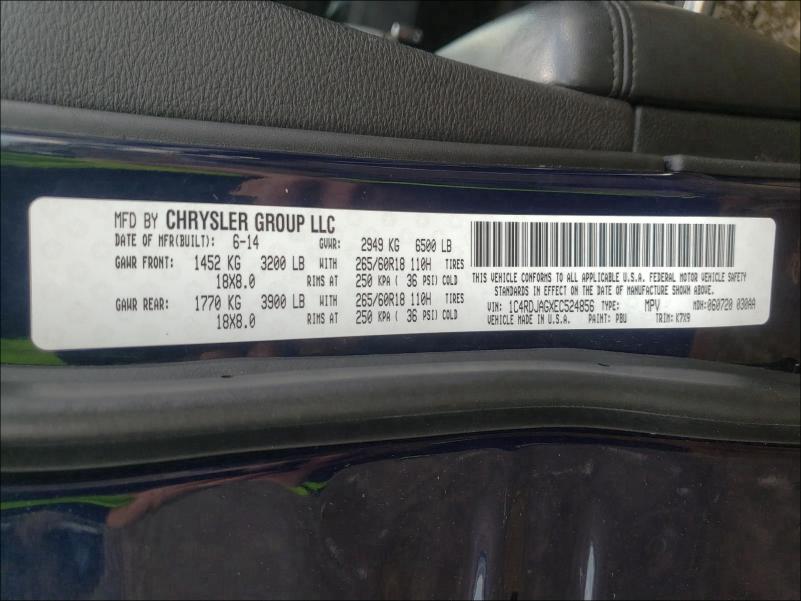 MFD BY CHRYSLER GROUP LLC
DATE OF MFR(BUILT): 6-14 GVWR: 2949 KG 6500 LB
GAWR FRONT: 1452 KG 3200 LB WITH 265/60R18 110H TIRES
18X8.0 RIMS AT 250 KPA ( 36 PSI) COLD
GAWR REAR: 1770 KG 3900 LB WITH 265/60R18 110H TIRES
18X8.0 RIMS AT 250 KPA ( 36 PSI) COLD
THIS VEHICLE CONFORMS TO ALL APPLICABLE U.S.A. FEDERAL MOTOR VEHICLE SAFETY
STANDARDS IN EFFECT ON THE DATE OF MANUFACTURE SHOWN ABOVE.
VIN: 1C4RDJAGXEC524856 TYPE: MPV MDH: 060720 030AA
VEHICLE MADE IN U.S.A. PAINT: PBU TRIM: K7X9